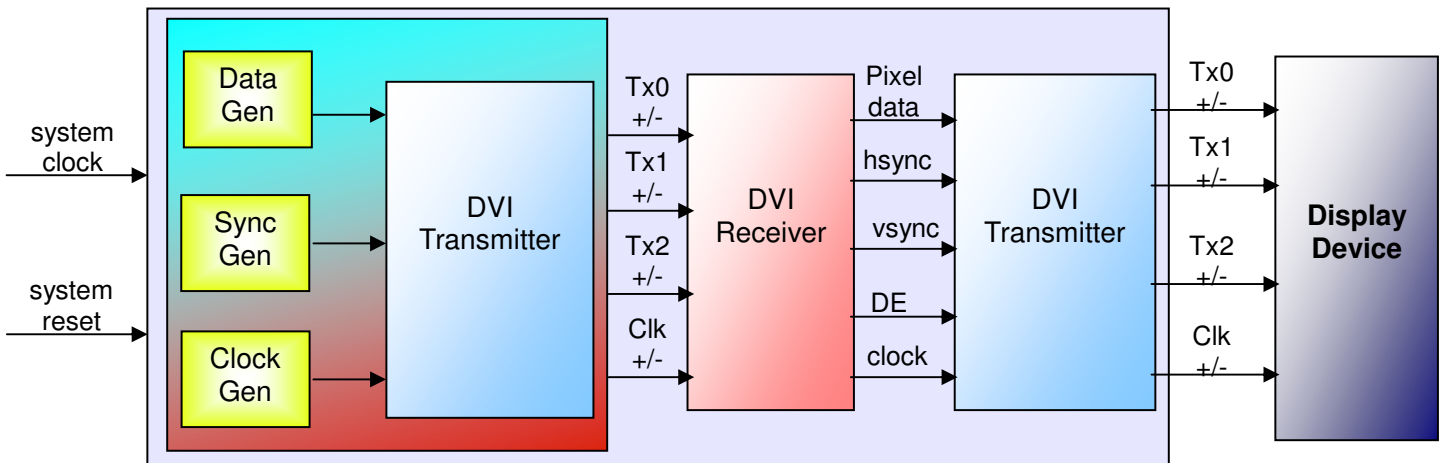 system
clock
system
reset
Data
Gen
Sync
Gen
Clock
Gen
DVI
Transmitter
Tx0
+/-
Tx1
+/-
Tx2
+/-
Clk
+/-
DVI
Receiver
Pixel
data
hsync
vsync
DE
clock
DVI
Transmitter
Tx0
+/-
Tx1
+/-
Tx2
+/-
Clk
+/-
Display
Device